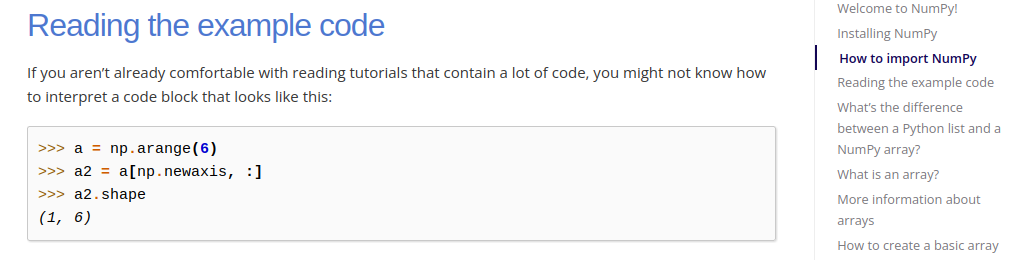 Reading the example code
If you aren’t already comfortable with reading tutorials that contain a lot of code, you might not know how
to interpret a code block that looks like this:
>>> a = np.arange(6)
>>> a2 = a[np.newaxis, :]
>>> a2.shape
(1, 6)
Welcome to NumPy!
Installing NumPy
How to import NumPy
Reading the example code
What’s the difference
between a Python list and a
NumPy array?
What is an array?
More information about
arrays
How to create a basic array